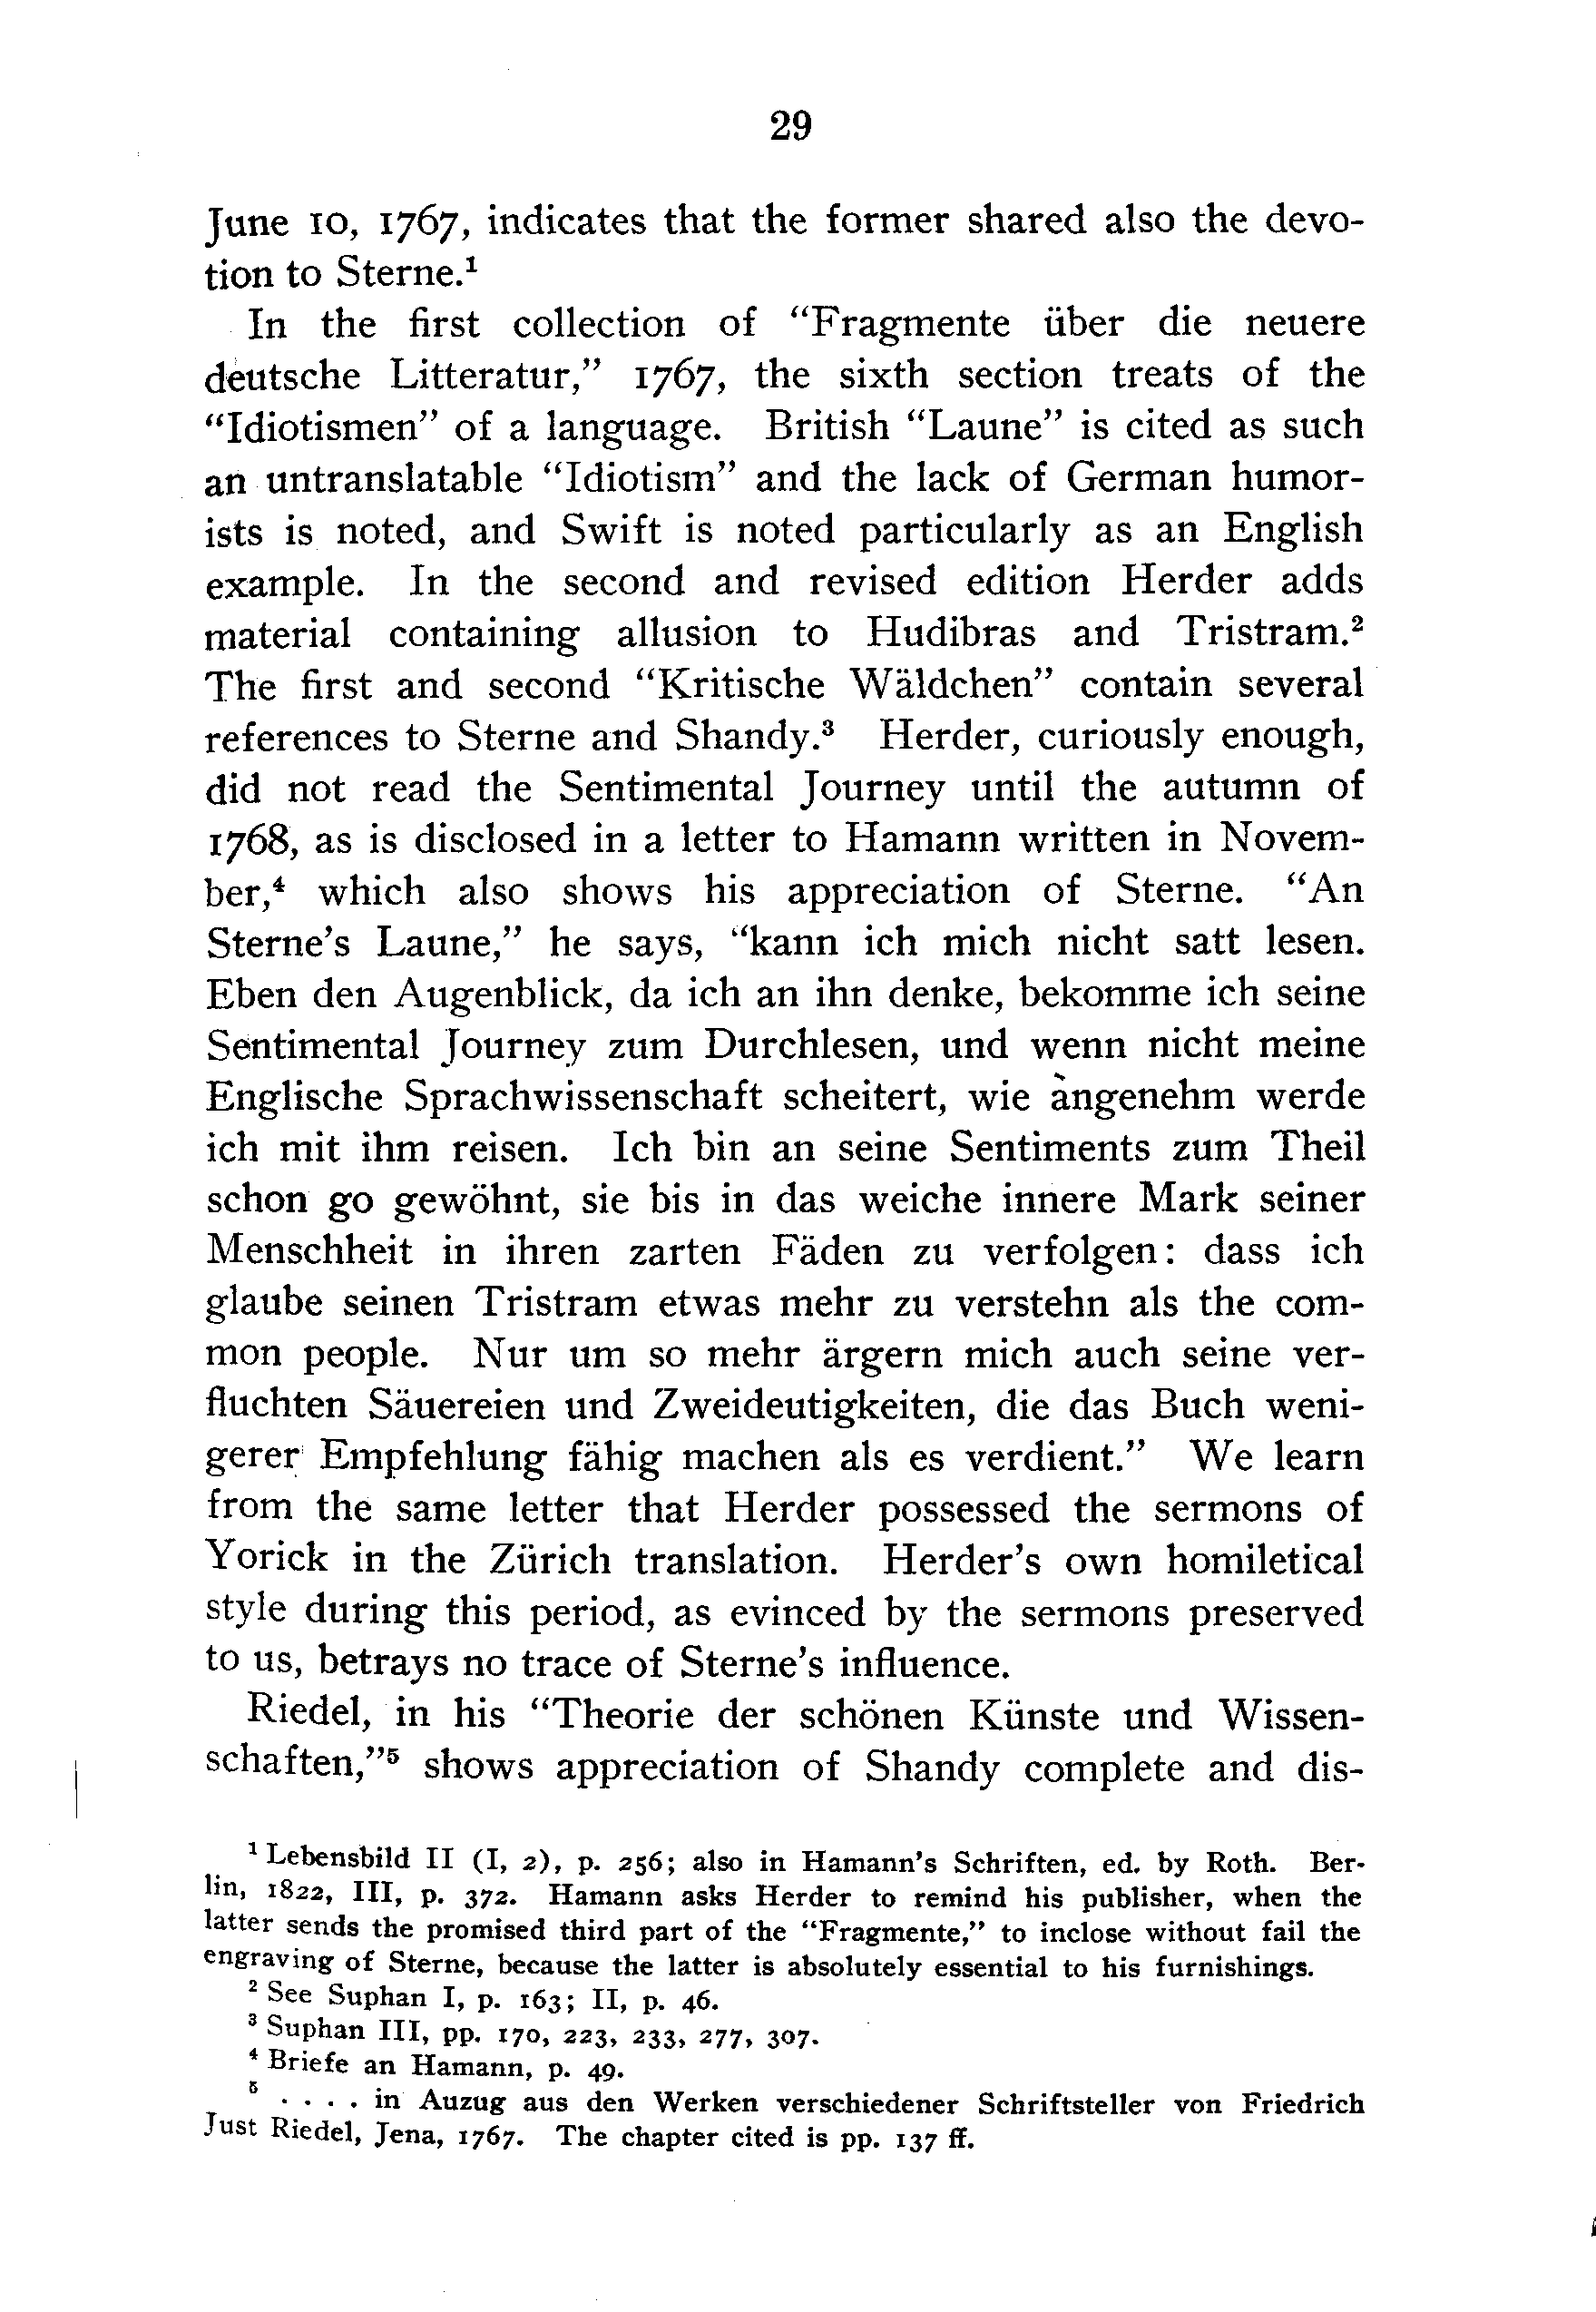 29
June 10, 1767, indicates that the former shared also the devo-
tion to Sterne.¹
In the first collection of “Fragmente über die neuere
deutsche Litteratur,” 1767, the sixth section treats of the
“Idiotismen” of a language. British “Laune” is cited as such
an untranslatable “Idiotism” and the lack of German humor-
ists is noted, and Swift is noted particularly as an English
example. In the second and revised edition Herder adds
material containing allusion to Hudibras and Tristram.²
The first and second “Kritische Wäldchen” contain several
references to Sterne and Shandy.³ Herder, curiously enough,
did not read the Sentimental Journey until the autumn of
1768, as is disclosed in a letter to Hamann written in Novem-
ber,⁴ which also shows his appreciation of Sterne. “An
Sterne’s Laune,” he says, “kann ich mich nicht satt lesen.
Eben den Augenblick, da ich an ihn denke, bekomme ich seine
Sentimental Journey zum Durchlesen, und wenn nicht meine
Englische Sprachwissenschaft scheitert, wie angenehm werde
ich mit ihm reisen. Ich bin an seine Sentiments zum Theil
schon go gewöhnt, sie bis in das weiche innere Mark seiner
Menschheit in ihren zarten Fäden zu verfolgen: dass ich
glaube seinen Tristram etwas mehr zu verstehn als the com-
mon people. Nur um so mehr ärgern mich auch seine ver-
fluchten Säuereien und Zweideutigkeiten, die das Buch weni-
gerer Empfehlung fähig machen als es verdient.” We learn
from the same letter that Herder possessed the sermons of
Yorick in the Zürich translation. Herder’s own homiletical
style during this period, as evinced by the sermons preserved
to us, betrays no trace of Sterne’s influence.
Riedel, in his “Theorie der schönen Künste und Wissen-
schaften,”⁵ shows appreciation of Shandy complete and dis-
¹ Lebensbild II (I, 2), p. 256; also in Hamann’s Schriften, ed. by Roth. Ber-
lin, 1822, III, p. 372. Hamann asks Herder to remind his publisher, when the
latter sends the promised third part of the “Fragmente,” to inclose without fail the
engraving of Sterne, because the latter is absolutely essential to his furnishings.
² See Suphan I, p. 163; II, p. 46.
³ Suphan III, pp. 170, 223, 233, 277, 307.
⁴ Briefe an Hamann, p. 49.
⁵ . . . . in Auzug aus den Werken verschiedener Schriftsteller von Friedrich
Just Riedel, Jena, 1767. The chapter cited is pp. 137 ff.